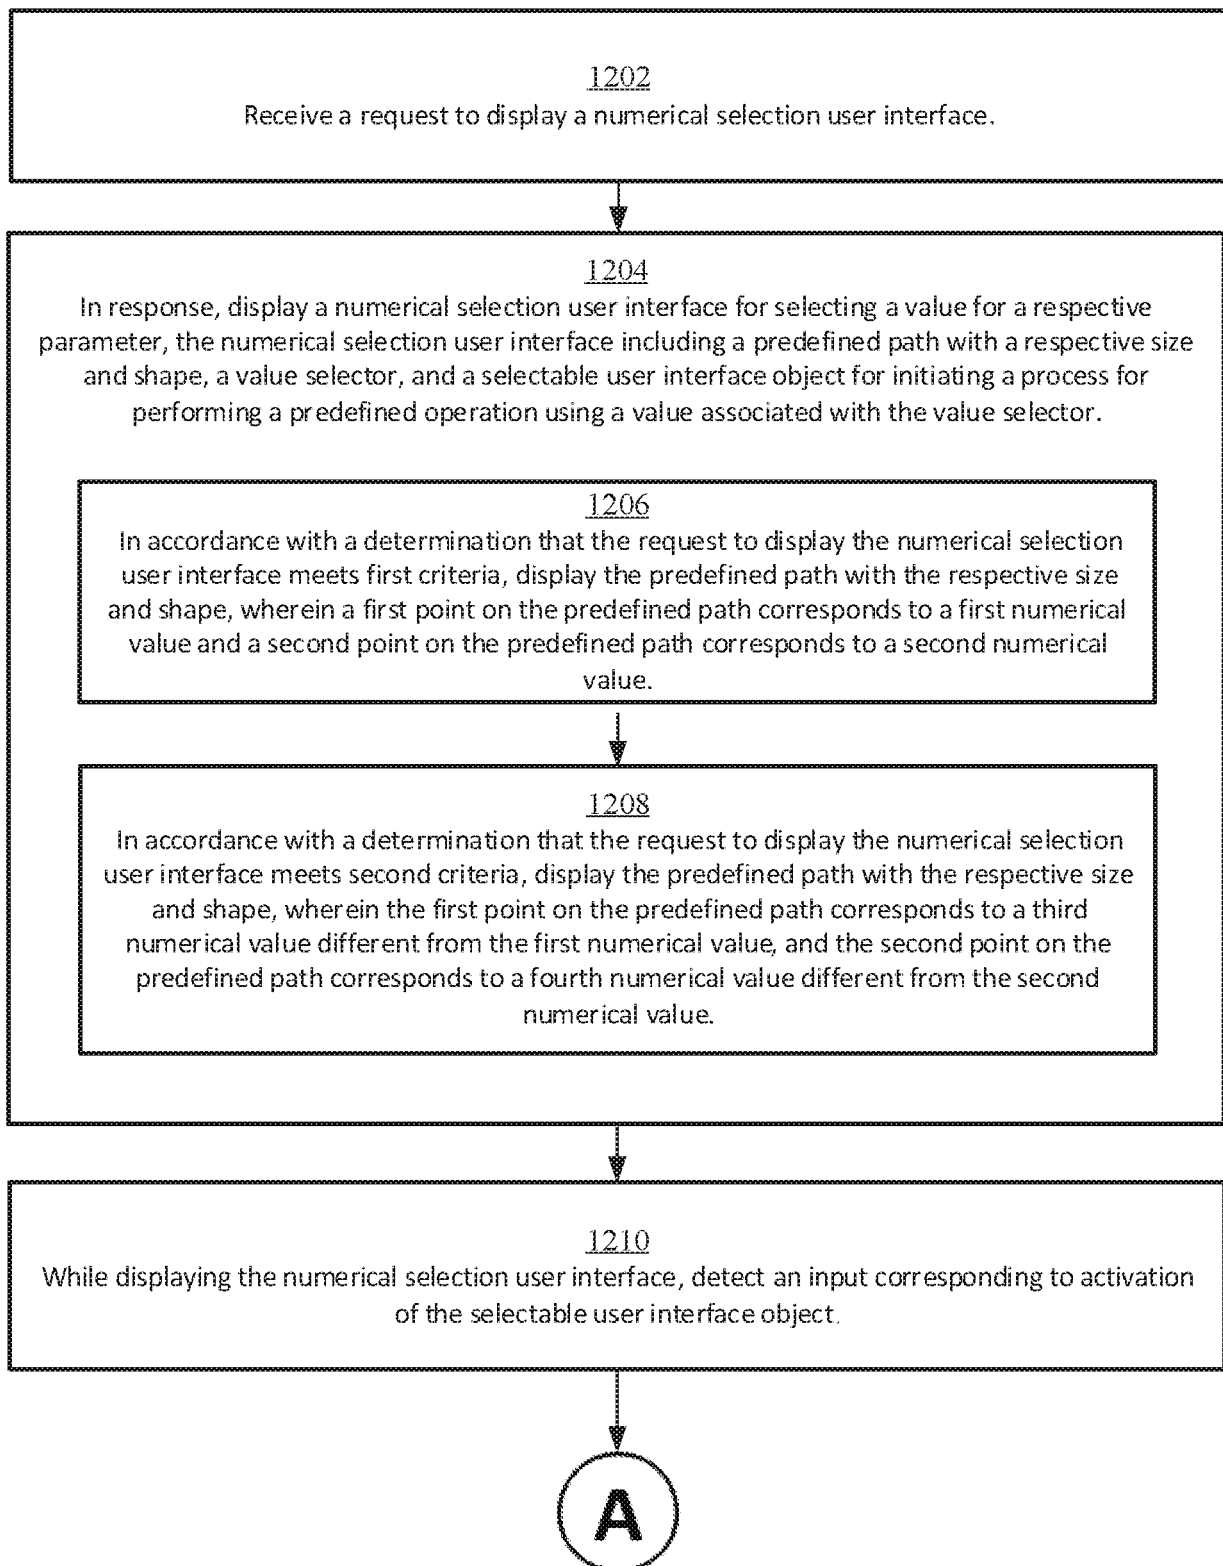 1202
Receive a request to display a numerical selection user interface.
1204
In response, display a numerical selection user interface for selecting a value for a respective
parameter, the numerical selection user interface including a predefined path with a respective size
and shape, a value selector, and a selectable user interface object for initiating a process for
performing a predefined operation using a value associated with the value selector.
1206
In accordance with a determination that the request to display the numerical selection
user interface meets first criteria, display the predefined path with the respective size
and shape, wherein a first point on the predefined path corresponds to a first numerical
value and a second point on the predefined path corresponds to a second numerical
value.
1208
In accordance with a determination that the request to display the numerical selection
user interface meets second criteria, display the predefined path with the respective size
and shape, wherein the first point on the predefined path corresponds to a third
numerical value different from the first numerical value, and the second point on the
predefined path corresponds to a fourth numerical value different from the second
numerical value.
1210
While displaying the numerical selection user interface, detect an input corresponding to activation
of the selectable user interface object.
A